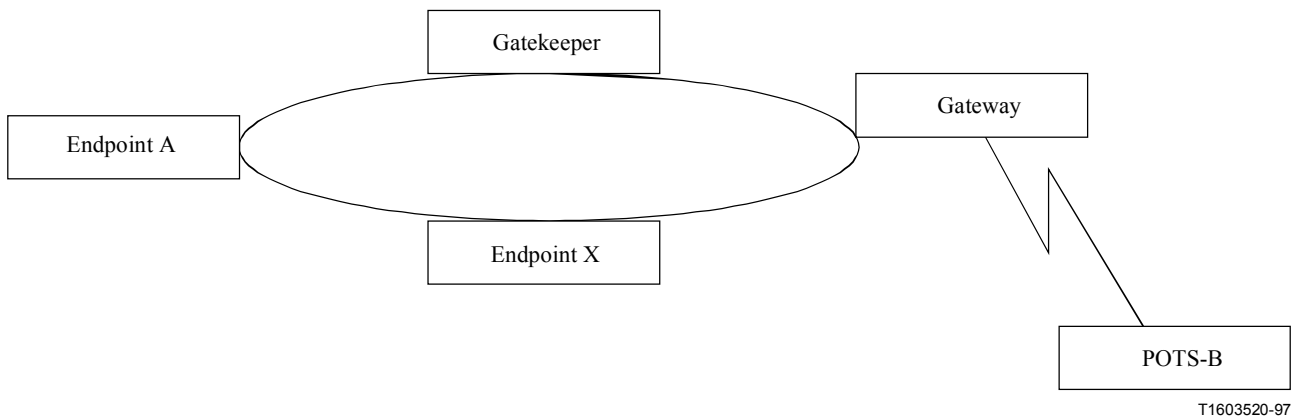 Gatekeeper
Gateway
Endpoint A
Endpoint X
POTS-B
T1603520-97